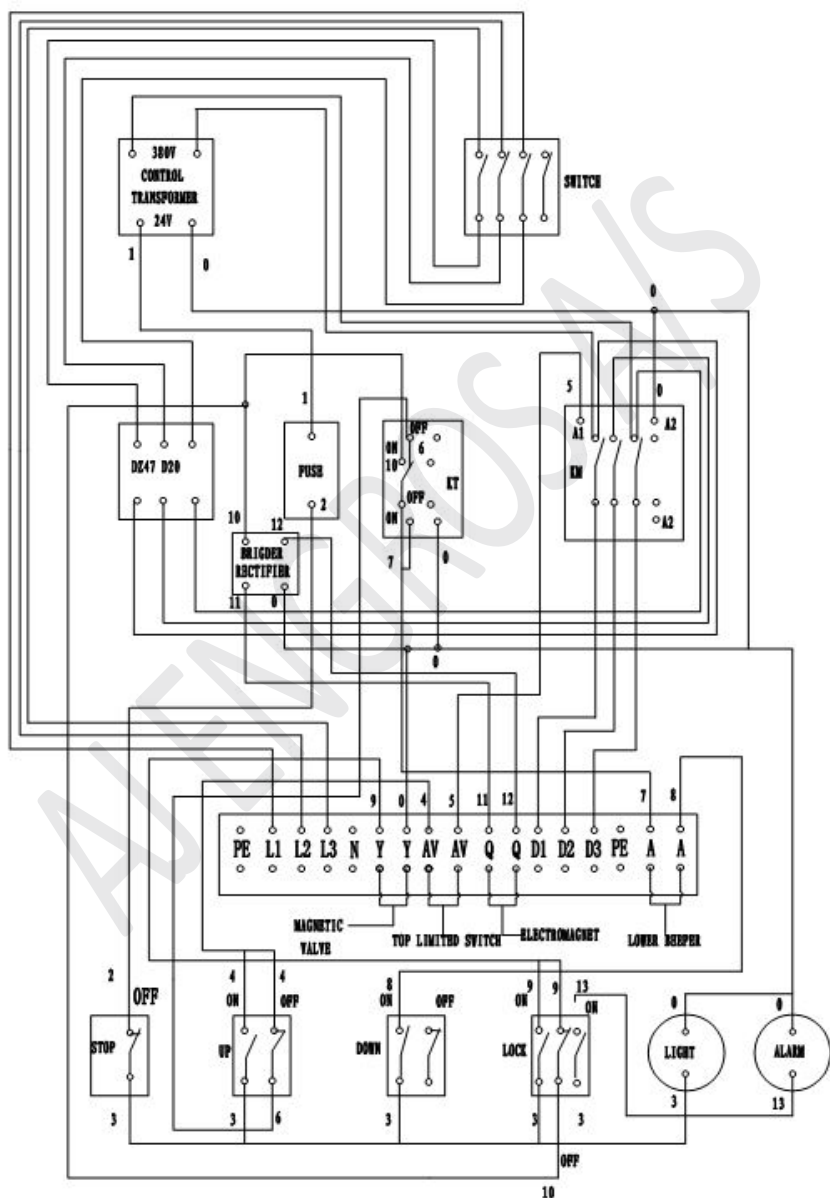 380V
CONTROL
TRANSFORMER
24V
SWITCH
1
0
0
1
5
0
A1
A2
KM
A2
DZ47 D20
FUSE
2
OFF
ON
6
10
KT
OFF
ON
7
0
10
12
BRIGDER
RECTIFIER
11
0
0
9 0 4 5 11 12 7 8
PE L1 L2 L3 N Y Y AV AV Q Q D1 D2 D3 PE A A
MAGNETIC
VALVE
TOP LIMITED SWITCH
ELECTROMAGNET
LOWER BEEPER
2
OFF
STOP
3
4 4
ON OFF
UP
3 6
8
ON OFF
DOWN
3
9 9 13
ON ON
LOCK
3 3
OFF
10
0
LIGHT
3
0
ALARM
13
AJ ENGROS A/S